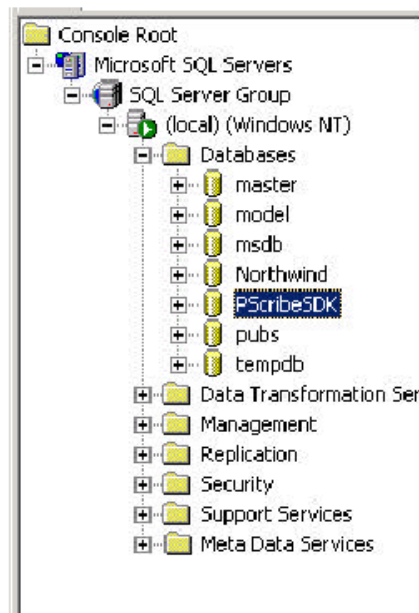 Console Root
Microsoft SQL Servers
SQL Server Group
(local) (Windows NT)
Databases
master
model
msdb
Northwind
PScribeSDK
pubs
tempdb
Data Transformation Ser
Management
Replication
Security
Support Services
Meta Data Services